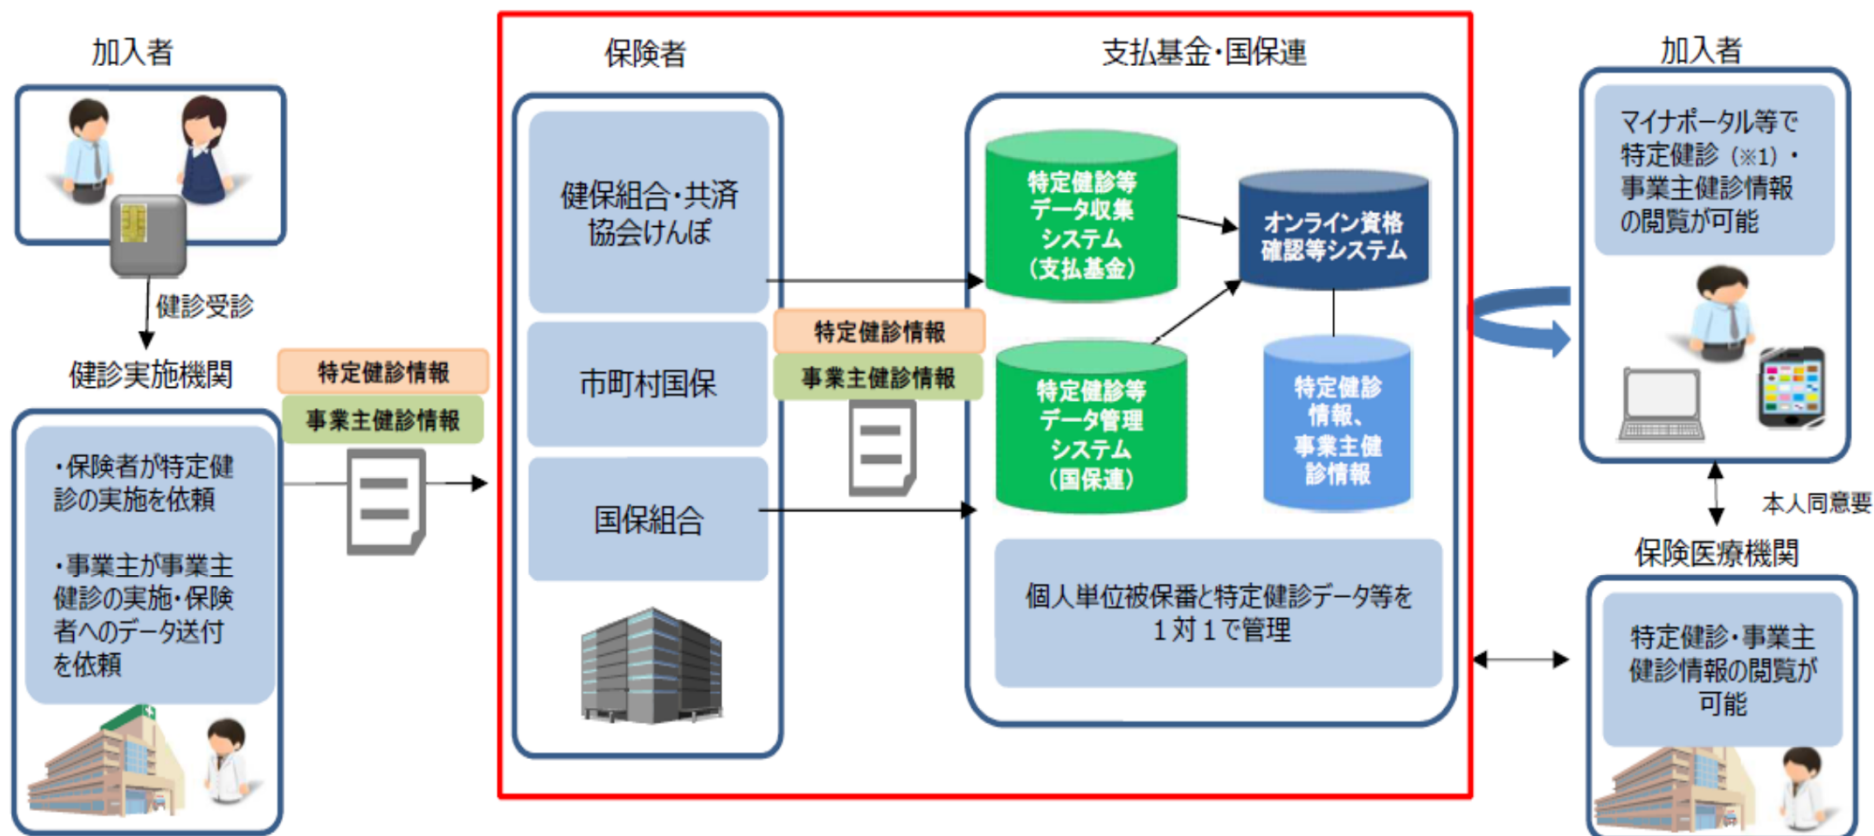 加入者
健診受診
健診実施機関
・保険者が特定健
診の実施を依頼
・事業主が事業主
健診の実施・保険
者へのデータ送付
を依頼
特定健診情報
事業主健診情報
保険者
健保組合・共済
協会けんぽ
市町村国保
国保組合
特定健診情報
事業主健診情報
支払基金・国保連
特定健診等
データ収集
システム
（支払基金）
オンライン資格
確認等システム
特定健診等
データ管理
システム
（国保連）
特定健診
情報、
事業主健
診情報
個人単位被保番と特定健診データ等を
１対１で管理
加入者
マイナポータル等で
特定健診（※1）・
事業主健診情報
の閲覧が可能
本人同意要
保険医療機関
特定健診・事業主
健診情報の閲覧が
可能